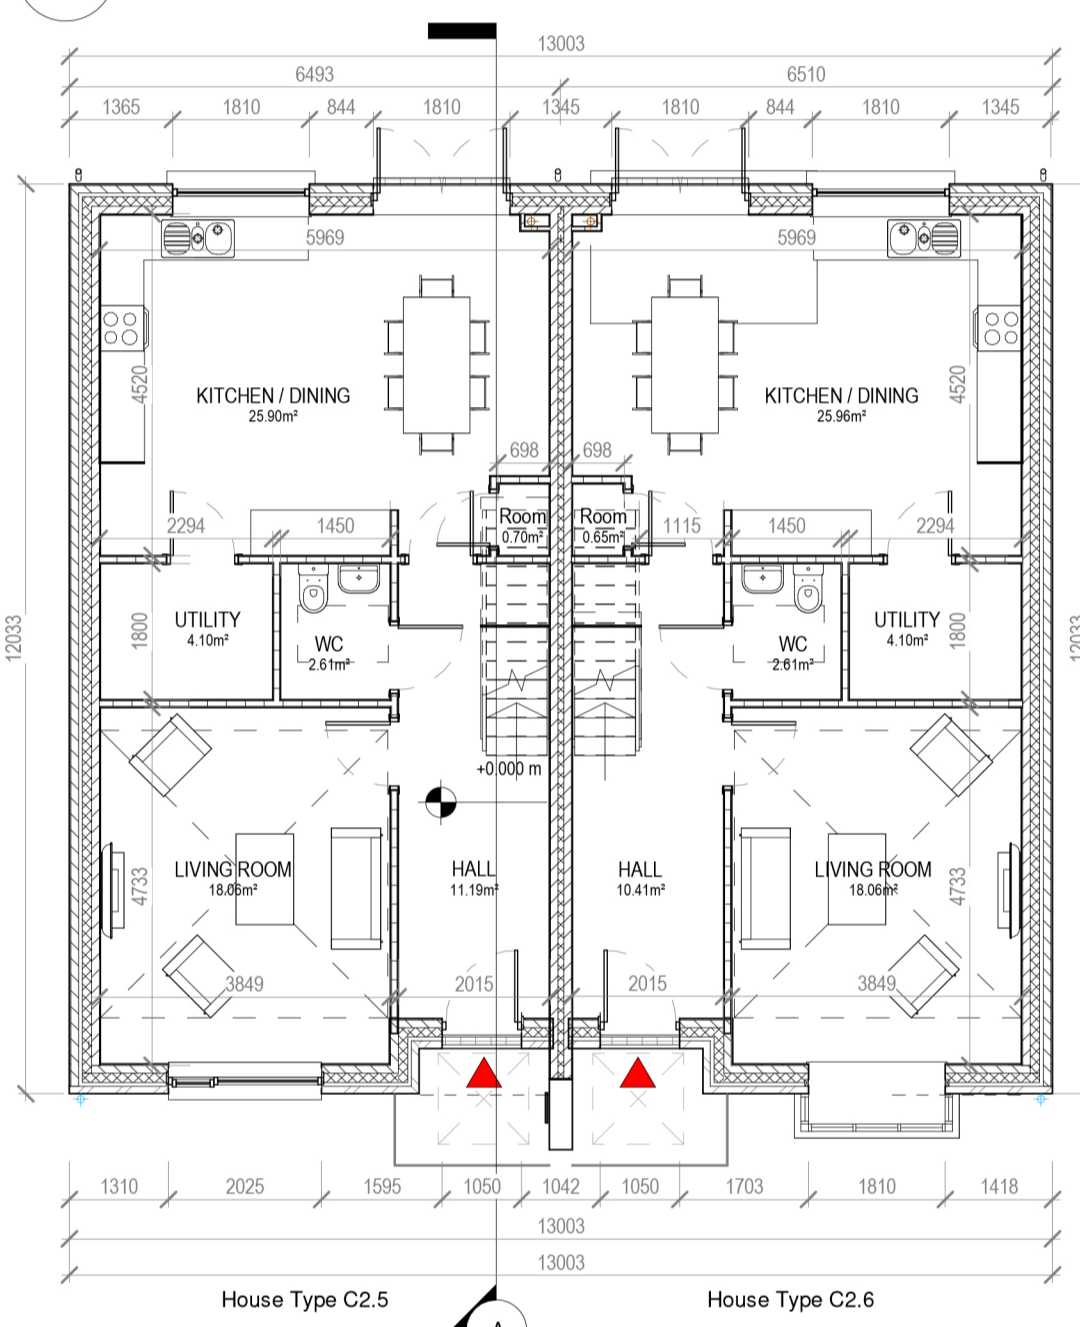 13003
6493 6510
1365 1810 844 1810 1345 1810 844 1810 1345
5969 5969
4520 4520
KITCHEN / DINING KITCHEN / DINING
25.90m² 25.96m²
698 698
Room Room
0.70m² 0.65m²
2294 1450 1115 1450 2294
UTILITY UTILITY
4.10m² 4.10m²
12033 1800 1800 12033
WC WC
2.61m² 2.61m²
+0.000 m
LIVING ROOM HALL HALL LIVING ROOM
18.06m² 11.19m² 10.41m² 18.06m²
4733 4733
3849 2015 2015 3849
1310 2025 1595 1050 1042 1050 1703 1810 1418
13003
13003
House Type C2.5 House Type C2.6
A